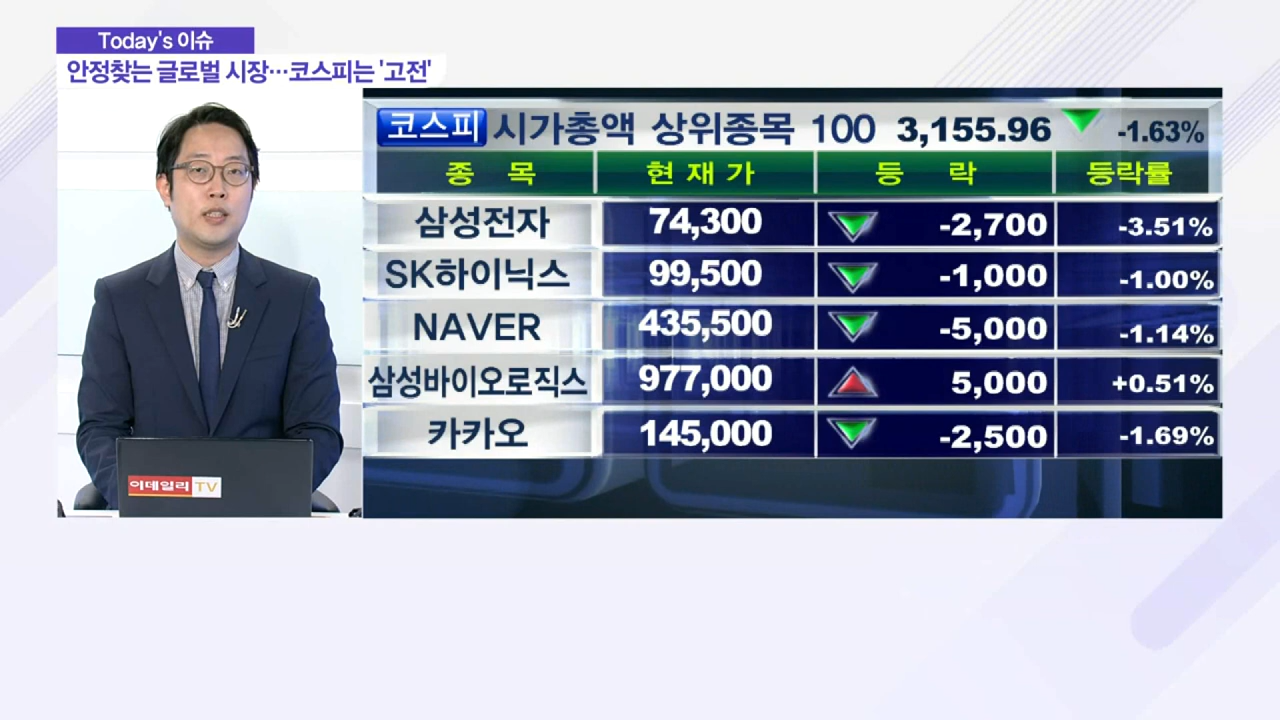 Today's 이슈
안정찾는 글로벌 시장…코스피는 '고전'
코스피 시가총액 상위종목 100 3,155.96 -1.63%
종 목 현 재 가 등 락 등락률
삼성전자 74,300 -2,700 -3.51%
SK하이닉스 99,500 -1,000 -1.00%
NAVER 435,500 -5,000 -1.14%
삼성바이오로직스 977,000 5,000 +0.51%
카카오 145,000 -2,500 -1.69%
이데일리 TV